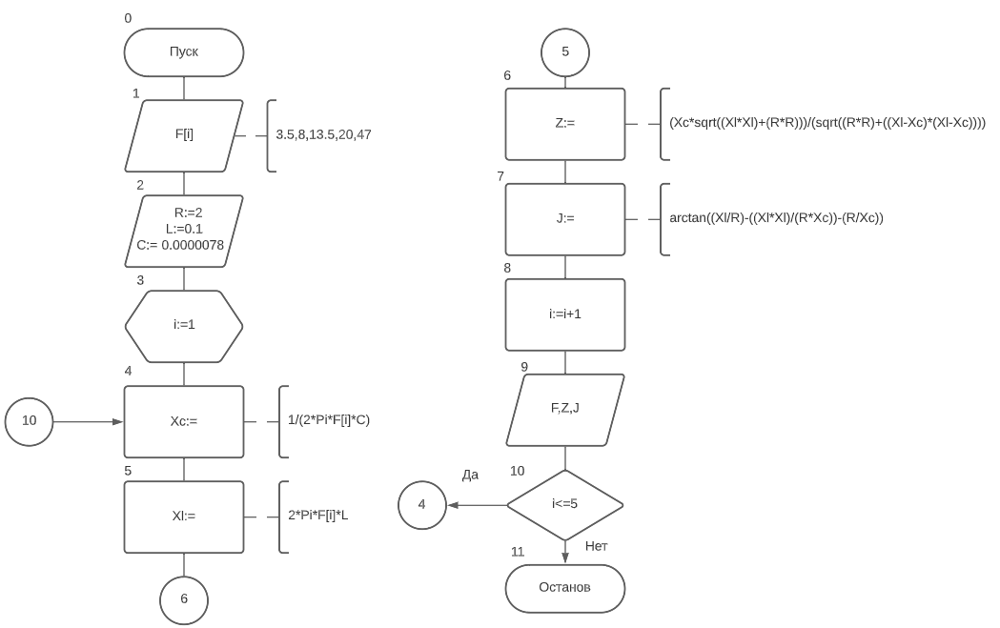 0
Пуск
1
F[i]
3.5,8,13.5,20,47
2
R:=2
L:=0.1
C:= 0.0000078
3
i:=1
4
10
Xc:=
1/(2*Pi*F[i]*C)
5
Xl:=
2*Pi*F[i]*L
6
5
6
Z:=
(Xc*sqrt((Xl*Xl)+(R*R)))/(sqrt((R*R)+((Xl-Xc)*(Xl-Xc))))
7
J:=
arctan((Xl/R)-((Xl*Xl)/(R*Xc))-(R/Xc))
8
i:=i+1
9
F,Z,J
10
Да
4
i<=5
Нет
11
Останов